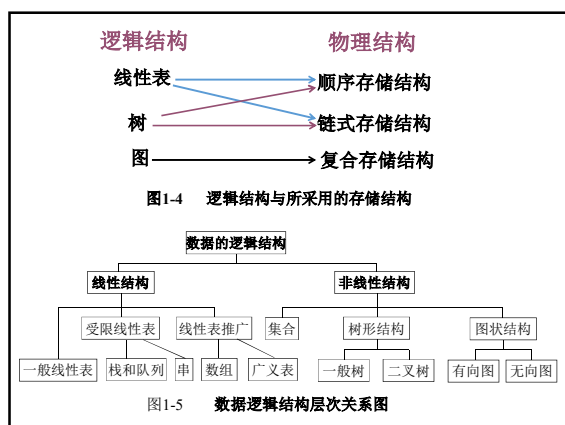 逻辑结构 物理结构
线性表 顺序存储结构
树 链式存储结构
图 复合存储结构
图1-4 逻辑结构与所采用的存储结构
数据的逻辑结构
线性结构 非线性结构
受限线性表 线性表推广 集合 树形结构 图状结构
一般线性表 栈和队列 串 数组 广义表 一般树 二叉树 有向图 无向图
图1-5 数据逻辑结构层次关系图